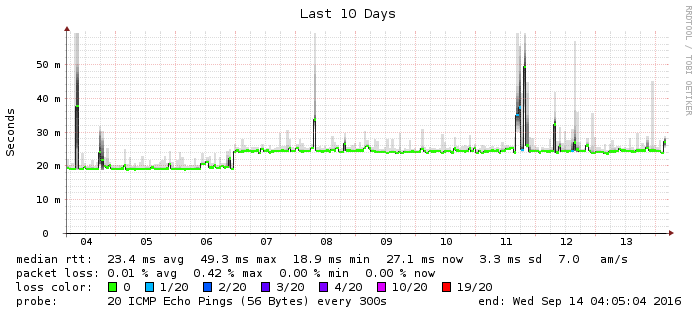 Last 10 Days
RRDTOOL / TOBI OETIKER
Seconds
50 m
40 m
30 m
20 m
10 m
0
04 05 06 07 08 09 10 11 12 13
median rtt: 23.4 ms avg 49.3 ms max 18.9 ms min 27.1 ms now 3.3 ms sd 7.0 am/s
packet loss: 0.01 % avg 0.42 % max 0.00 % min 0.00 % now
loss color: 0 1/20 2/20 3/20 4/20 10/20 19/20
probe: 20 ICMP Echo Pings (56 Bytes) every 300s end: Wed Sep 14 04:05:04 2016